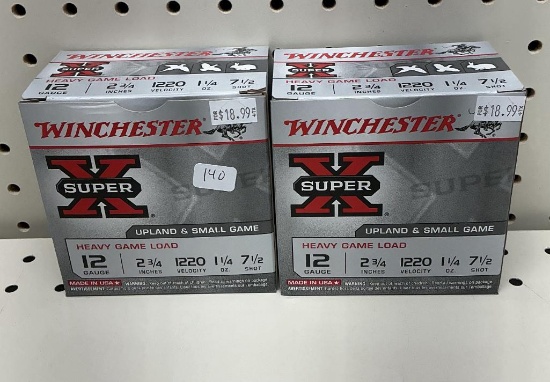 WINCHESTER
SUPER X
HEAVY GAME LOAD
12 2 3/4 1220 1 1/4 7 1/2
GAUGE INCHES VELOCITY OZ. SHOT
$18.99
WINCHESTER
140
SUPER X
UPLAND & SMALL GAME
HEAVY GAME LOAD
12 2 3/4 1220 1 1/4 7 1/2
GAUGE INCHES VELOCITY OZ. SHOT
MADE IN USA
WINCHESTER
SUPER X
HEAVY GAME LOAD
12 2 3/4 1220 1 1/4 7 1/2
GAUGE INCHES VELOCITY OZ. SHOT
$18.99
WINCHESTER
SUPER X
SUPER
UPLAND & SMALL GAME
HEAVY GAME LOAD
12 2 3/4 1220 1 1/4 7 1/2
GAUGE INCHES VELOCITY OZ. SHOT
MADE IN USA